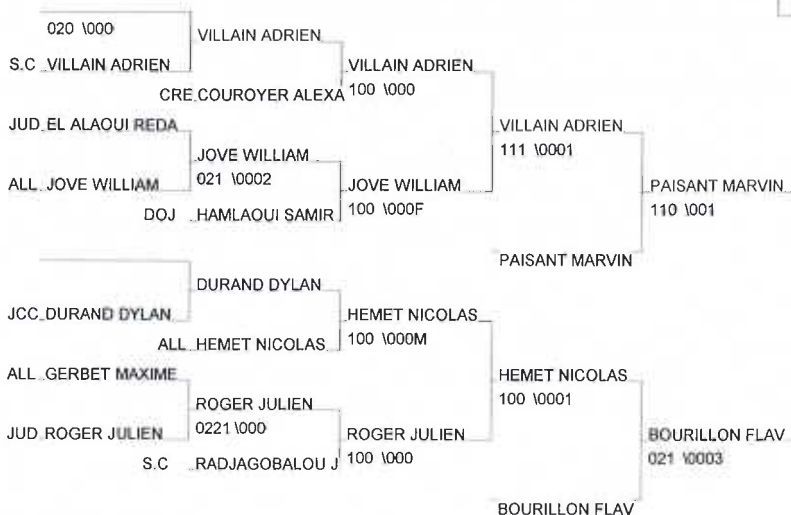 020 \000
VILLAIN ADRIEN
S.C VILLAIN ADRIEN
VILLAIN ADRIEN
CRE COUROYER ALEXA
100 \000
JUD EL ALAOUI REDA
VILLAIN ADRIEN
111 \0001
JOVE WILLIAM
021 \0002
ALL JOVE WILLIAM
JOVE WILLIAM
100 \000F
PAISANT MARVIN
110 \001
DOJ HAMLAOUI SAMIR
PAISANT MARVIN
DURAND DYLAN
JCC DURAND DYLAN
HEMET NICOLAS
100 \000M
ALL HEMET NICOLAS
ALL GERBET MAXIME
HEMET NICOLAS
100 \0001
ROGER JULIEN
0221 \000
JUD ROGER JULIEN
ROGER JULIEN
100 \000
BOURILLON FLAV
021 \0003
S.C RADJAGOBALOU J
BOURILLON FLAV